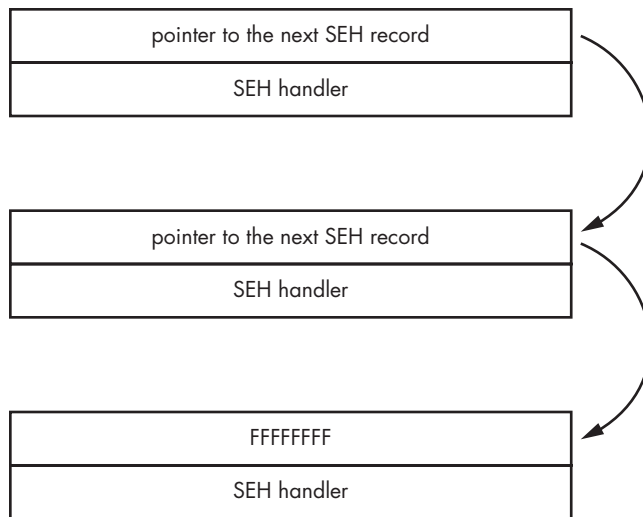 pointer to the next SEH record
SEH handler
pointer to the next SEH record
SEH handler
FFFFFFFF
SEH handler